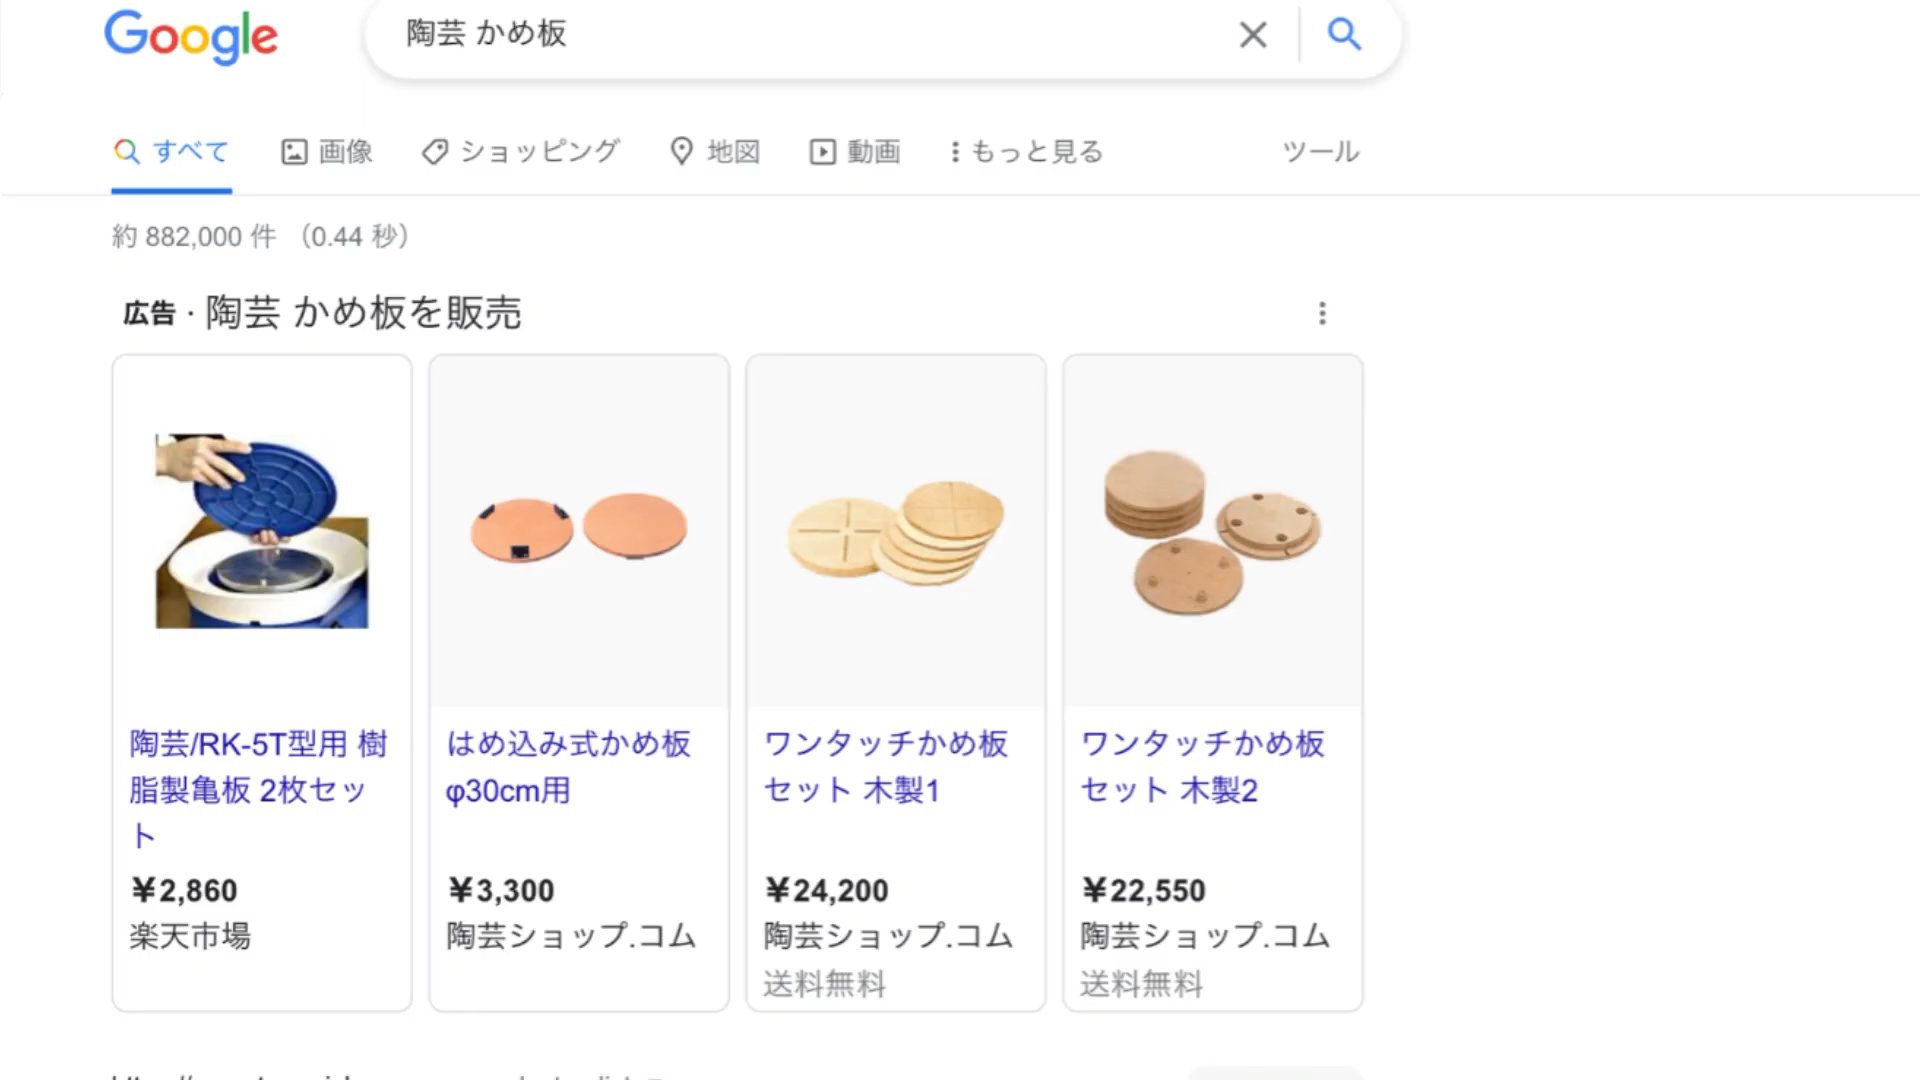 Google
陶芸 かめ板
すべて 画像 ショッピング 地図 動画 もっと見る ツール
約 882,000 件 （0.44 秒）
広告 · 陶芸 かめ板を販売
陶芸/RK-5T型用 樹
脂製亀板 2枚セッ
ト
¥2,860
楽天市場
はめ込み式かめ板
φ30cm用
¥3,300
陶芸ショップ.コム
ワンタッチかめ板
セット 木製1
¥24,200
陶芸ショップ.コム
送料無料
ワンタッチかめ板
セット 木製2
¥22,550
陶芸ショップ.コム
送料無料